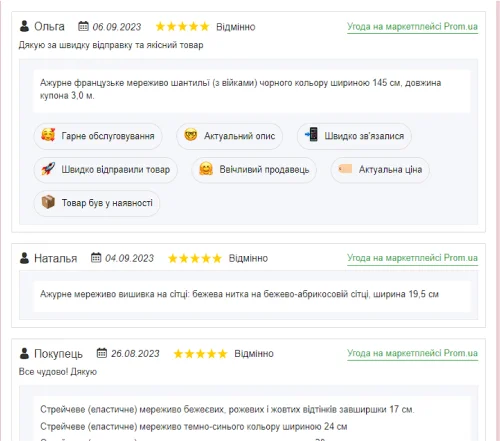 Ольга 06.09.2023 Відмінно Угода на маркетплейсі Prom.ua
Дякую за швидку відправку та якісний товар
Ажурне французьке мереживо шантильї (з війками) чорного кольору шириною 145 см, довжина
купона 3,0 м.
Гарне обслуговування Актуальний опис Швидко зв'язалися
Швидко відправили товар Ввічливий продавець Актуальна ціна
Товар був у наявності
Наталья 04.09.2023 Відмінно Угода на маркетплейсі Prom.ua
Ажурне мереживо вишивка на сітці: бежева нитка на бежево-абрикосовій сітці, ширина 19,5 см
Покупець 26.08.2023 Відмінно Угода на маркетплейсі Prom.ua
Все чудово! Дякую
Стрейчеве (еластичне) мереживо бежеєвих, рожевих і жовтих відтінків завширшки 17 см.
Стрейчеве (еластичне) мереживо темно-синього кольору шириною 24 см